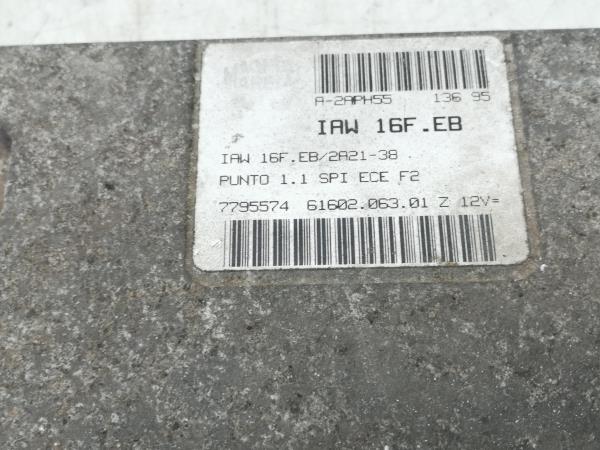 A-2APH55 136 95
IAW 16F.EB
IAW 16F.EB/2A21-38
PUNTO 1.1 SPI ECE F2
7795574 61602.063.01 Z 12V=